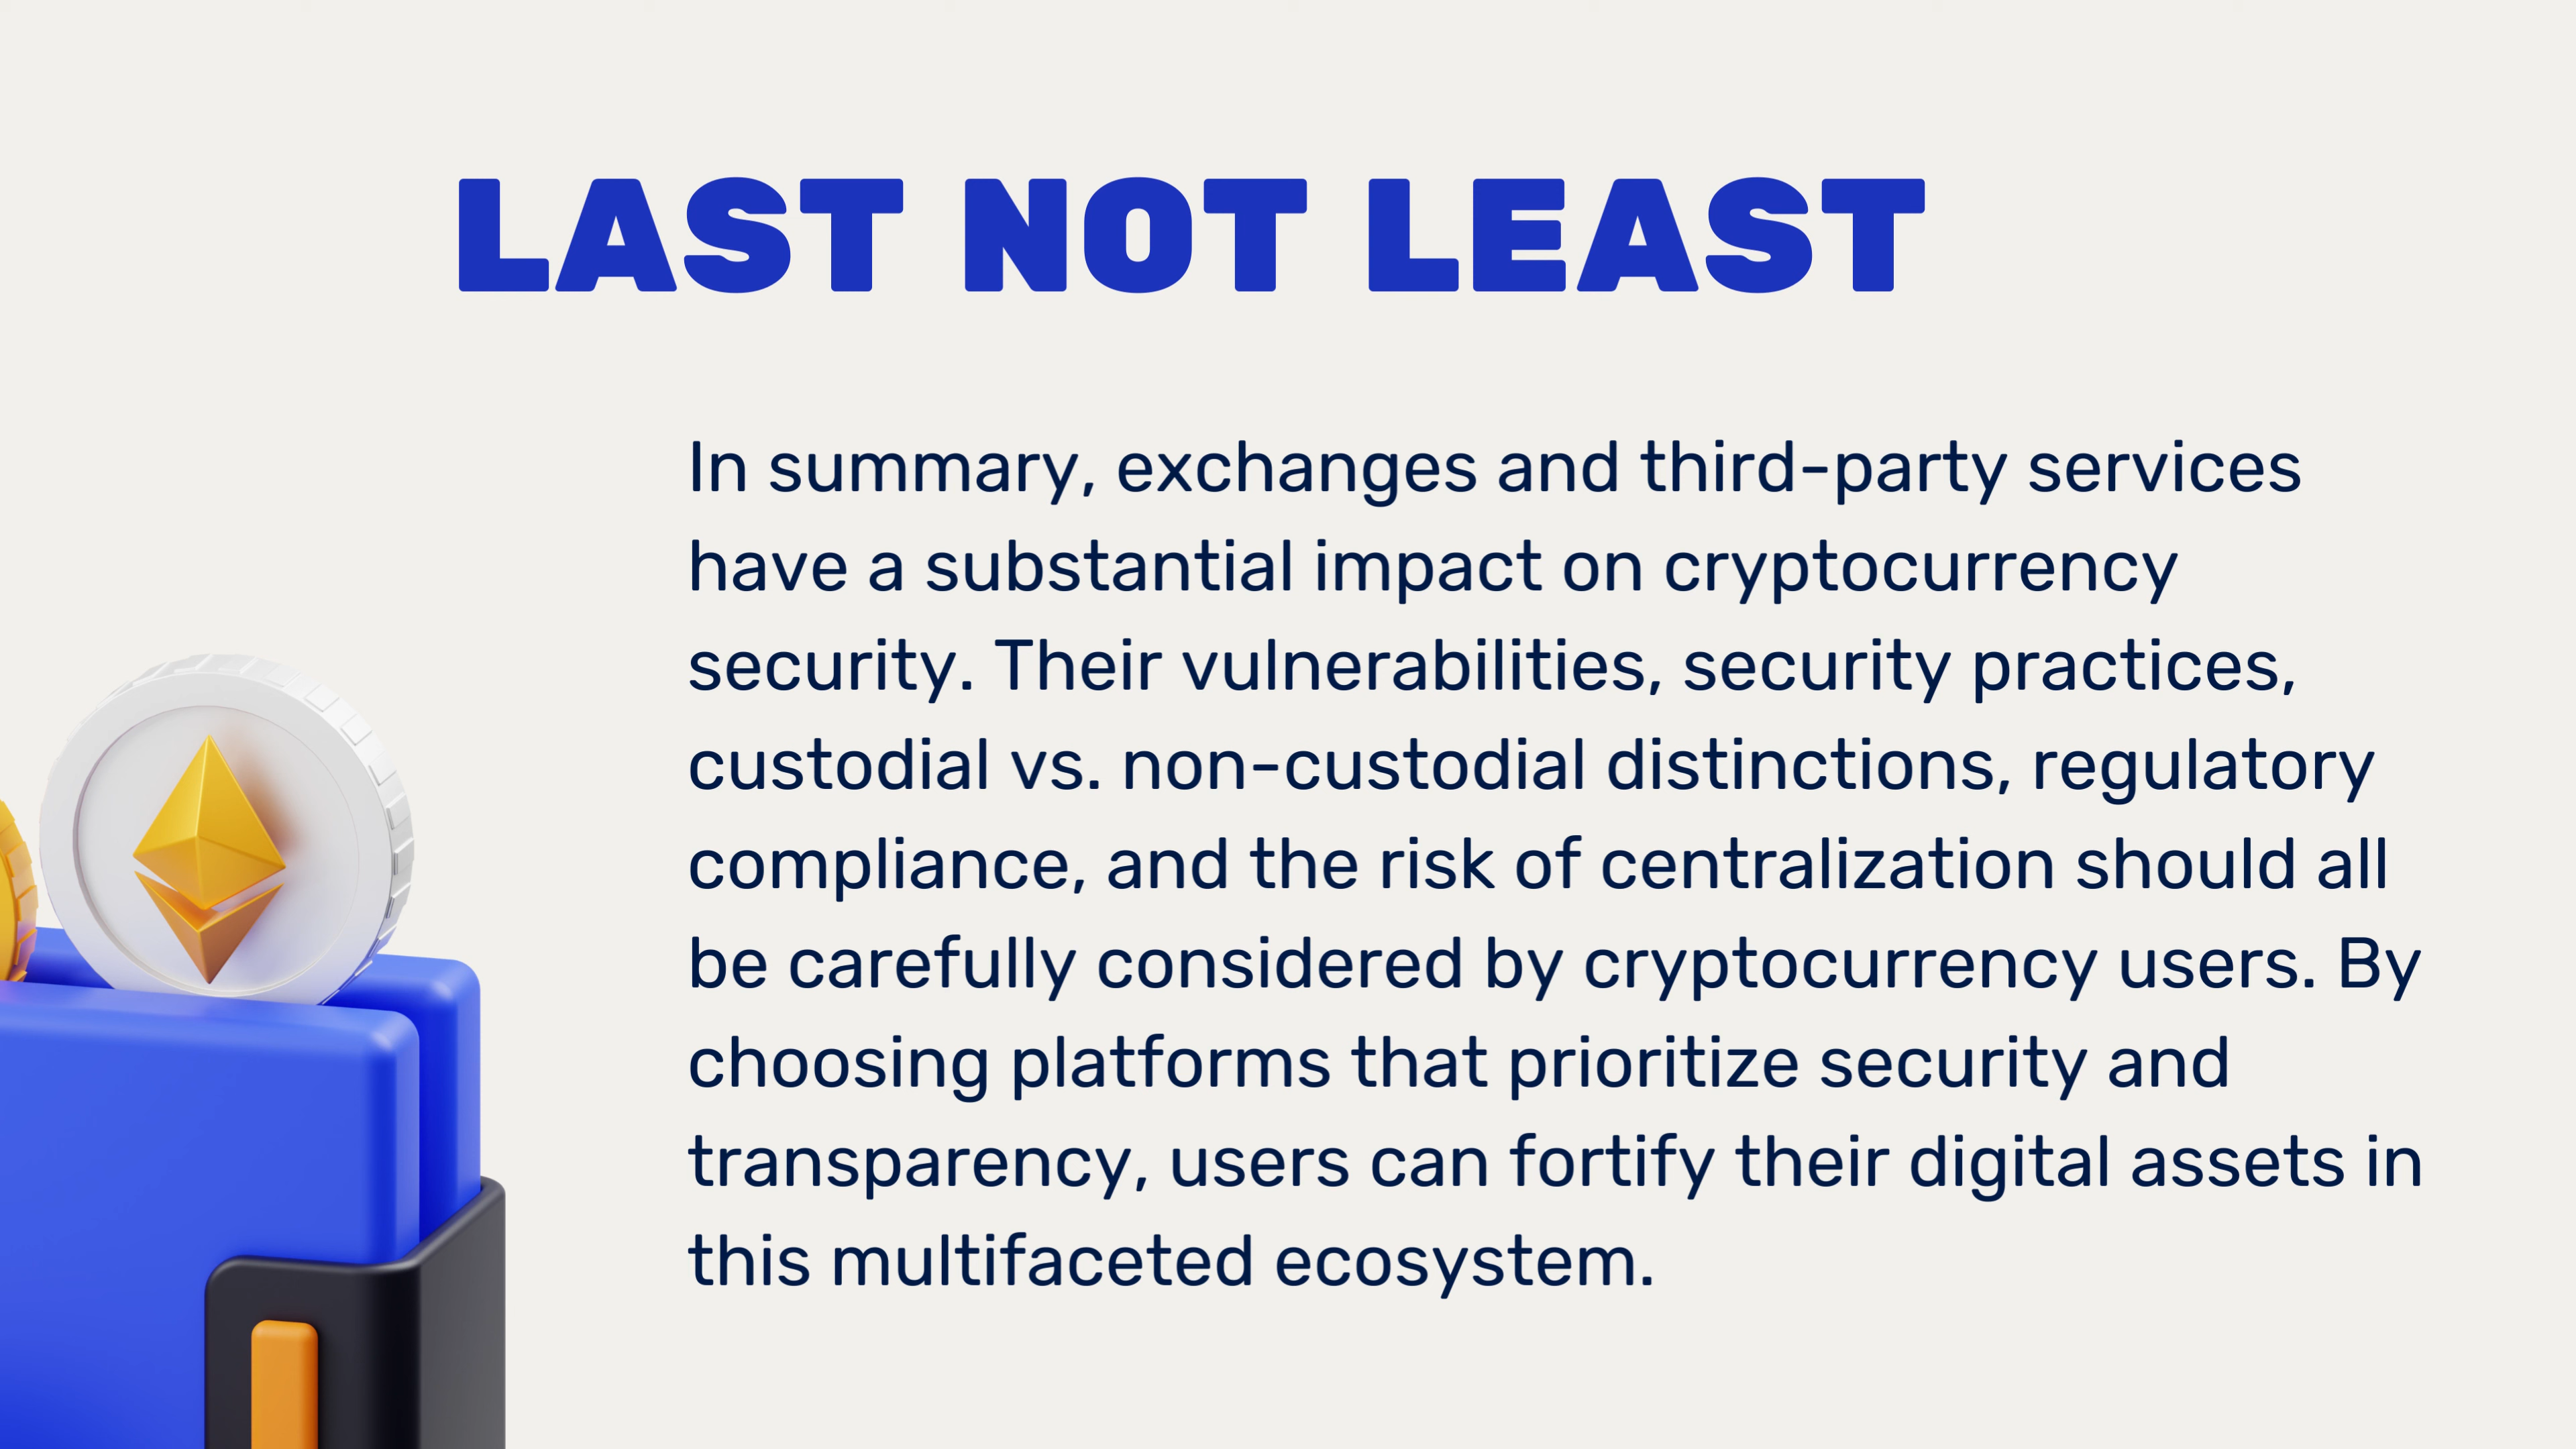 LAST NOT LEAST
In summary, exchanges and third-party services
have a substantial impact on cryptocurrency
security. Their vulnerabilities, security practices,
custodial vs. non-custodial distinctions, regulatory
compliance, and the risk of centralization should all
be carefully considered by cryptocurrency users. By
choosing platforms that prioritize security and
transparency, users can fortify their digital assets in
this multifaceted ecosystem.